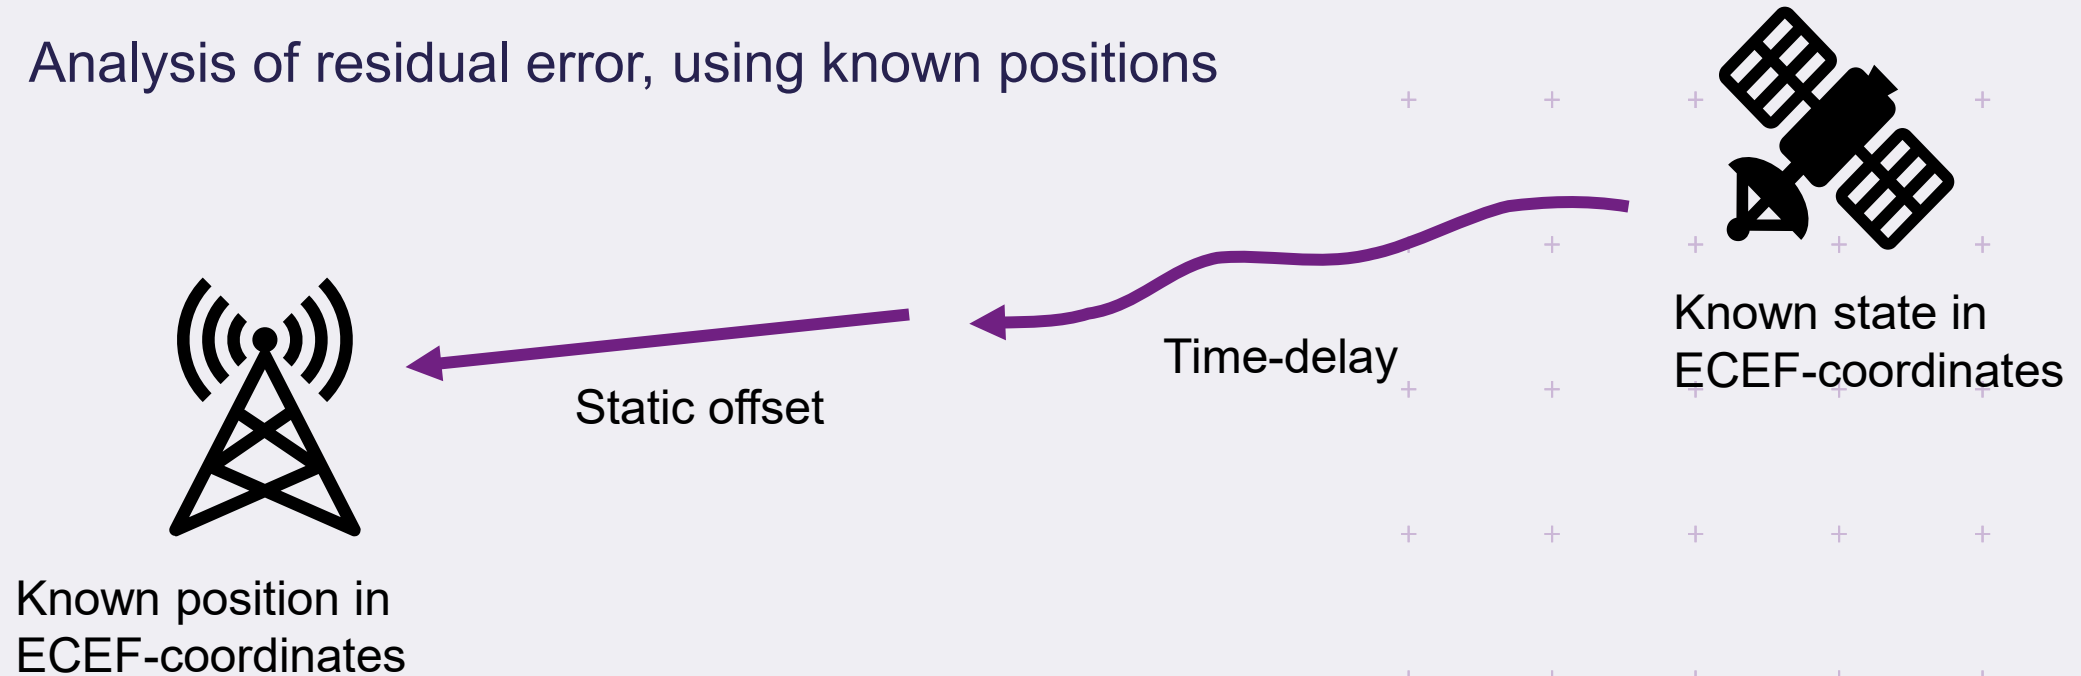 Analysis of residual error, using known positions
Known state in
ECEF-coordinates
Time-delay
Static offset
Known position in
ECEF-coordinates